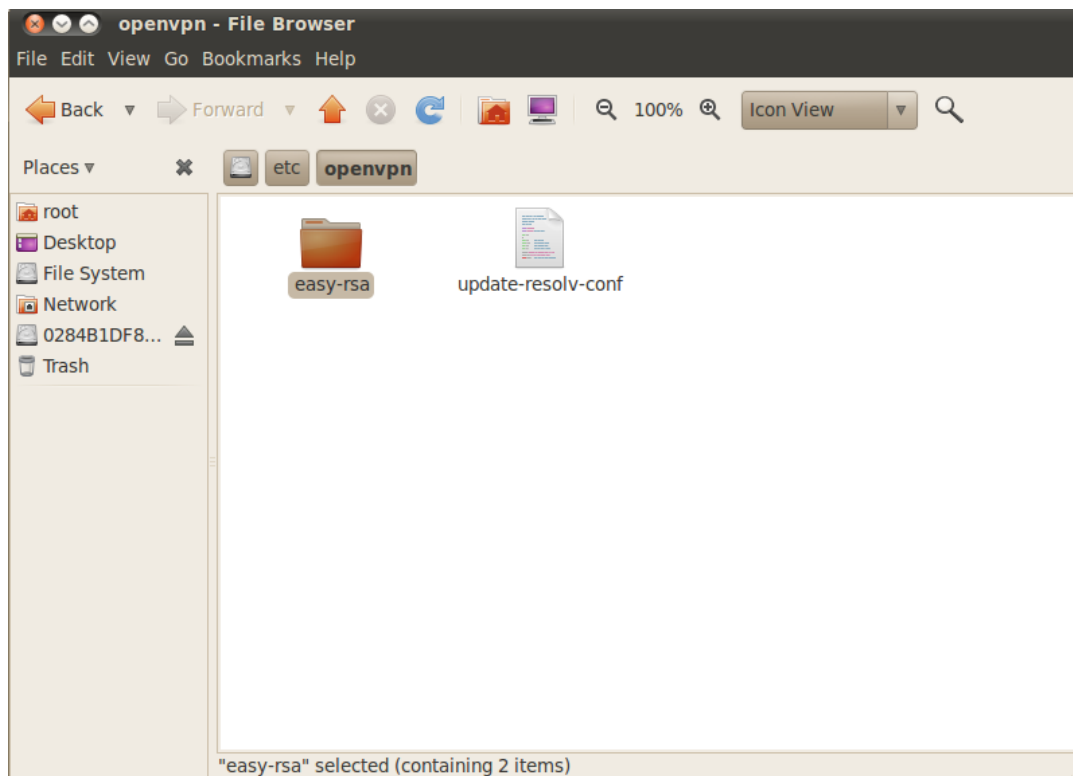 openvpn - File Browser
File Edit View Go Bookmarks Help
Back Forward 100% Icon View
Places
etc openvpn
root
Desktop
File System
Network
0284B1DF8...
Trash
easy-rsa update-resolv-conf
"easy-rsa" selected (containing 2 items)